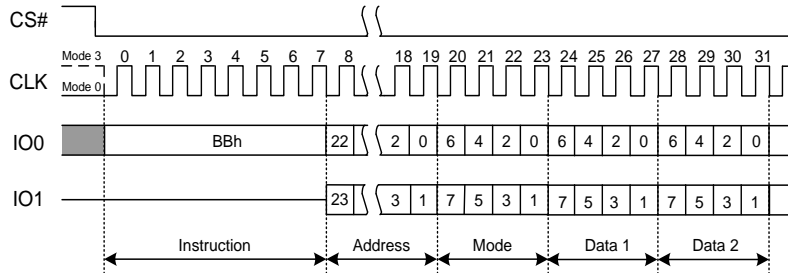 CS#
Mode 3 0 1 2 3 4 5 6 7 8 18 19 20 21 22 23 24 25 26 27 28 29 30 31
CLK
Mode 0
IO0 BBh 22 2 0 6 4 2 0 6 4 2 0 6 4 2 0
IO1 23 3 1 7 5 3 1 7 5 3 1 7 5 3 1
Instruction Address Mode Data 1 Data 2